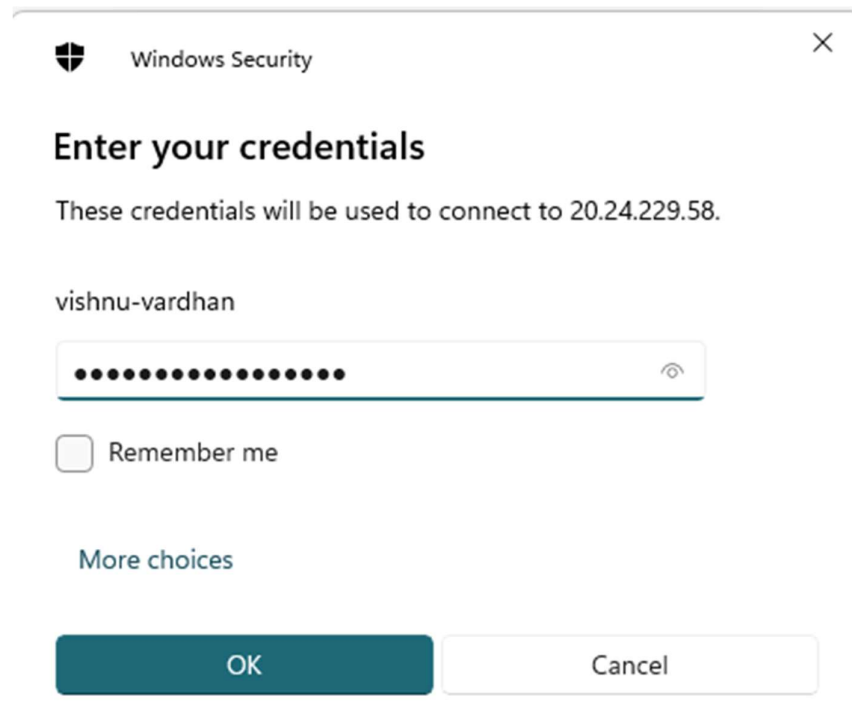 Windows Security
Enter your credentials
These credentials will be used to connect to 20.24.229.58.
vishnu-vardhan
•••••••••••••••••
Remember me
More choices
OK
Cancel